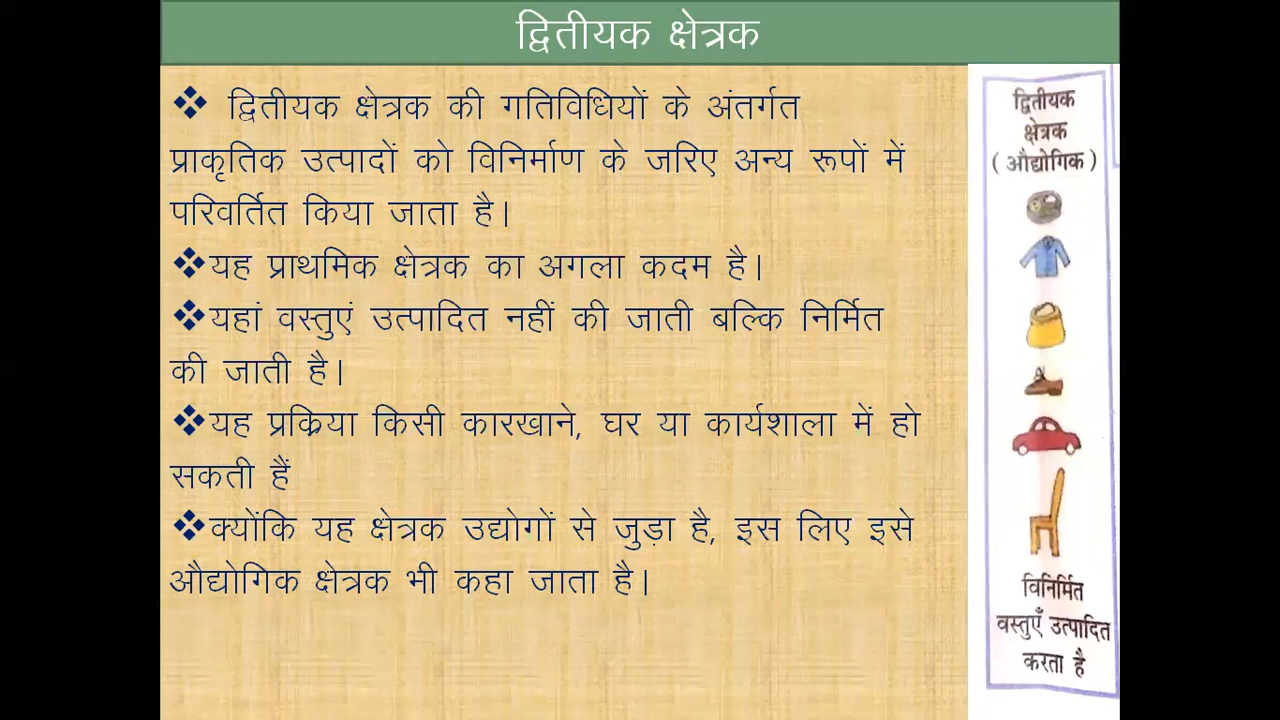 द्वितीयक क्षेत्रक
❖ द्वितीयक क्षेत्रक की गतिविधियों के अंतर्गत
प्राकृतिक उत्पादों को विनिर्माण के जरिए अन्य रूपों में
परिवर्तित किया जाता है।
❖यह प्राथमिक क्षेत्रक का अगला कदम है।
❖यहां वस्तुएं उत्पादित नहीं की जाती बल्कि निर्मित
की जाती है।
❖यह प्रक्रिया किसी कारखाने, घर या कार्यशाला में हो
सकती हैं
❖क्योंकि यह क्षेत्रक उद्योगों से जुड़ा है, इस लिए इसे
औद्योगिक क्षेत्रक भी कहा जाता है।
द्वितीयक
क्षेत्रक
( औद्योगिक )
विनिर्मित
वस्तुएँ उत्पादित
करता है